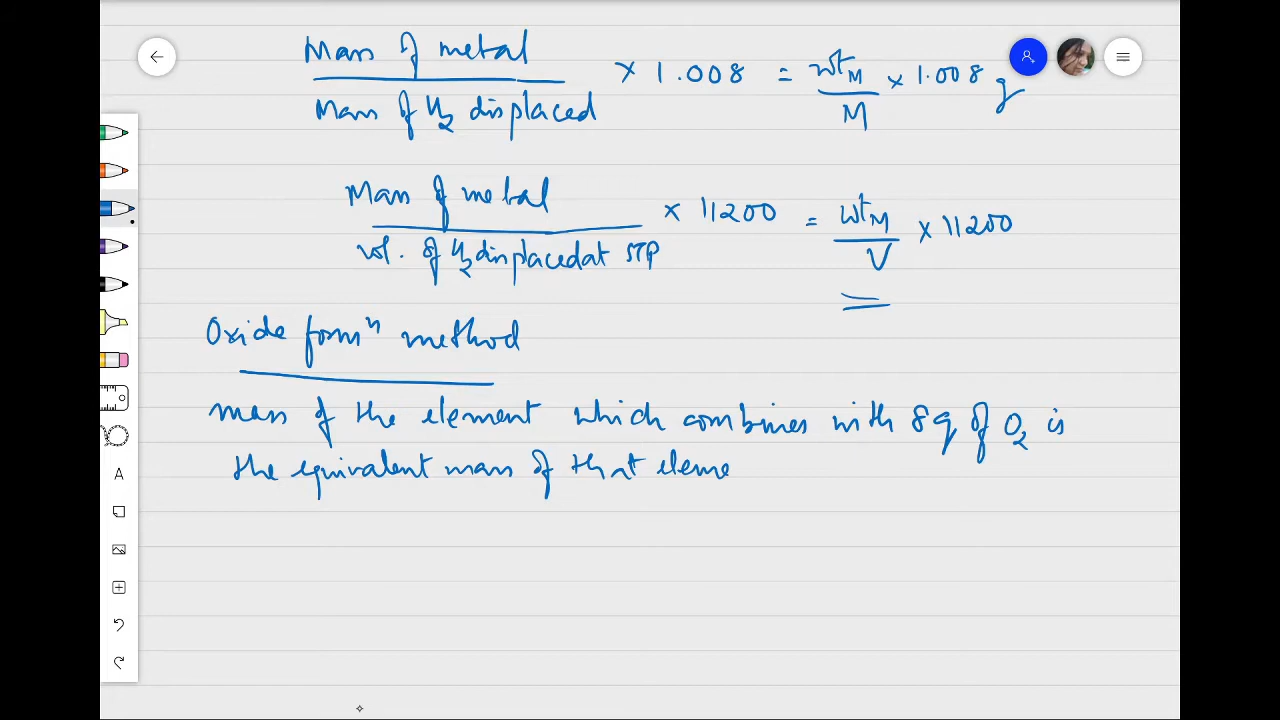 Mass of metal
Mass of H2 displaced
× 1.008 = wtM / M × 1.008 g
Mass of metal
vol. of H2 displaced at STP
× 11200 = wtM / V × 11200
Oxide formⁿ method
mass of the element which combines with 8g of O2 is
the equivalent mass of that eleme
A